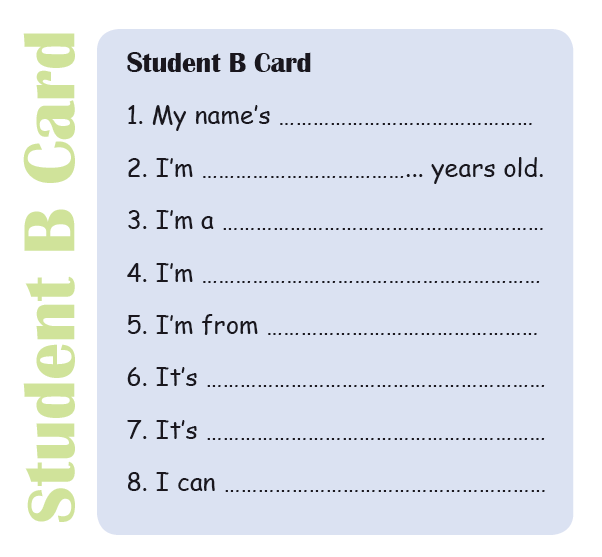 Student B Card
Student B Card
1. My name's ..............................................
2. I'm ..................................... years old.
3. I'm a ..........................................................
4. I'm .............................................................
5. I'm from .................................................
6. It's .............................................................
7. It's .............................................................
8. I can ..........................................................